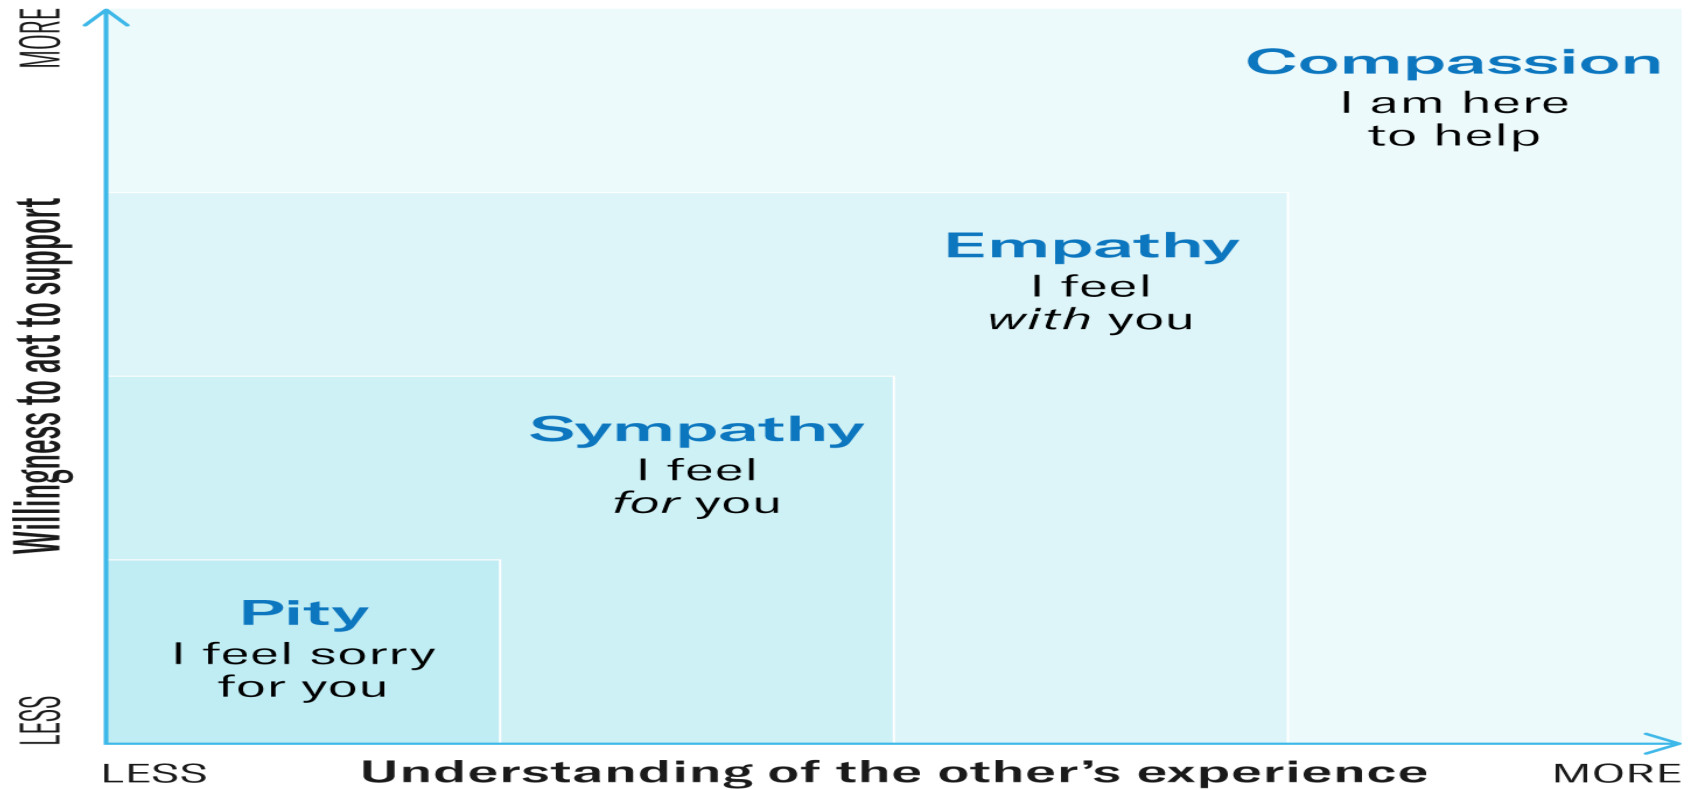 MORE
Compassion
I am here
to help
Willingness to act to support
Empathy
I feel
with you
Sympathy
I feel
for you
Pity
I feel sorry
for you
LESS
LESS
Understanding of the other’s experience
MORE